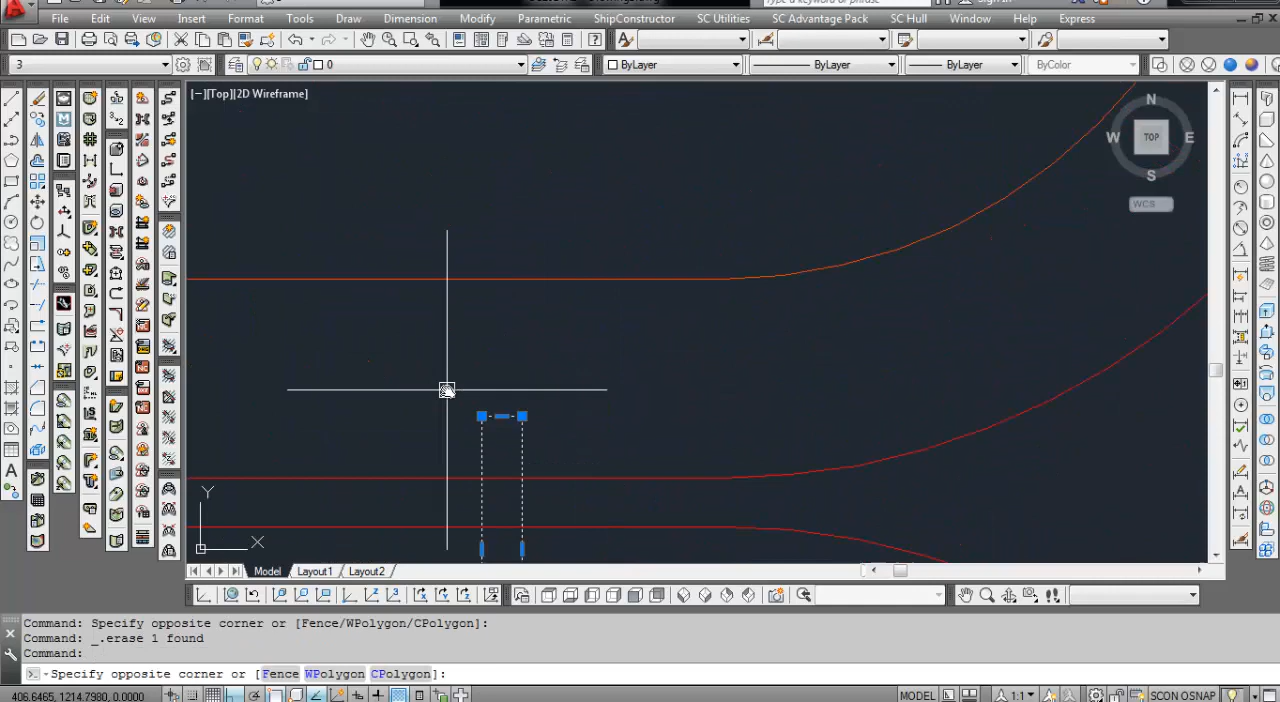 File Edit View Insert Format Tools Draw Dimension Modify Parametric ShipConstructor SC Utilities SC Advantage Pack SC Hull Window Help Express
3 0 ByLayer ByLayer ByLayer ByColor
[−][Top][2D Wireframe]
N
W TOP E
S
WCS
Y
X
Model Layout1 Layout2
Command: Specify opposite corner or [Fence/WPolygon/CPolygon]:
Command: _.erase 1 found
Command:
Specify opposite corner or [Fence WPolygon CPolygon]:
406.6465, 1214.7980, 0.0000 MODEL 1:1 SCON OSNAP